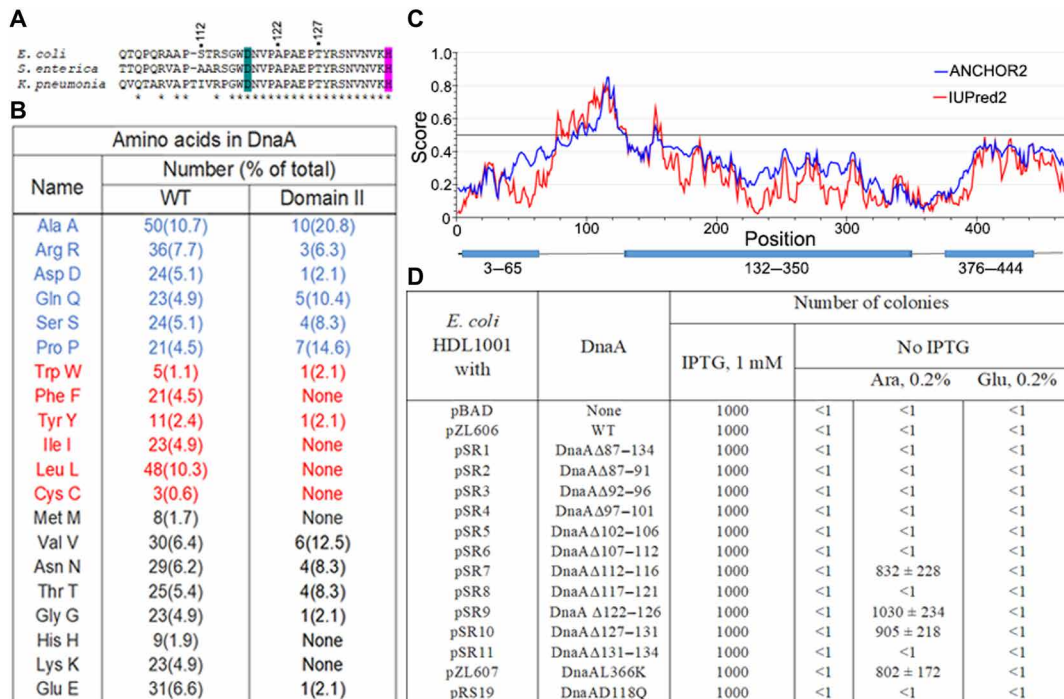 A
112
122
127
E. coli QTQPQRAAP-STRSGWDNVPAPAEPTYRSNVNVKH
S. enterica TTQPQRVAP-AARSGWDNVPAPAEPTYRSNVNVKH
K. pneumonia QVQTARVAPTIVRPGWDNVPAPAEPTYRSNVNVKH
B
Amino acids in DnaA
Name Number (% of total)
WT Domain II
Ala A 50(10.7) 10(20.8)
Arg R 36(7.7) 3(6.3)
Asp D 24(5.1) 1(2.1)
Gln Q 23(4.9) 5(10.4)
Ser S 24(5.1) 4(8.3)
Pro P 21(4.5) 7(14.6)
Trp W 5(1.1) 1(2.1)
Phe F 21(4.5) None
Tyr Y 11(2.4) 1(2.1)
Ile I 23(4.9) None
Leu L 48(10.3) None
Cys C 3(0.6) None
Met M 8(1.7) None
Val V 30(6.4) 6(12.5)
Asn N 29(6.2) 4(8.3)
Thr T 25(5.4) 4(8.3)
Gly G 23(4.9) 1(2.1)
His H 9(1.9) None
Lys K 23(4.9) None
Glu E 31(6.6) 1(2.1)
C
1.0
0.8
0.6
0.4
0.2
0
Score
ANCHOR2
IUPred2
0 100 200 300 400
Position
3–65 132–350 376–444
D
E. coli HDL1001 with
DnaA
Number of colonies
IPTG, 1 mM
No IPTG
Ara, 0.2% Glu, 0.2%
pBAD None 1000 <1 <1 <1
pZL606 WT 1000 <1 <1 <1
pSR1 DnaAΔ87–134 1000 <1 <1 <1
pSR2 DnaAΔ87–91 1000 <1 <1 <1
pSR3 DnaAΔ92–96 1000 <1 <1 <1
pSR4 DnaAΔ97–101 1000 <1 <1 <1
pSR5 DnaAΔ102–106 1000 <1 <1 <1
pSR6 DnaAΔ107–112 1000 <1 <1 <1
pSR7 DnaAΔ112–116 1000 <1 832 ± 228 <1
pSR8 DnaAΔ117–121 1000 <1 <1 <1
pSR9 DnaA Δ122–126 1000 <1 1030 ± 234 <1
pSR10 DnaAΔ127–131 1000 <1 905 ± 218 <1
pSR11 DnaAΔ131–134 1000 <1 <1 <1
pZL607 DnaAL366K 1000 <1 802 ± 172 <1
pRS19 DnaAD118Q 1000 <1 <1 <1